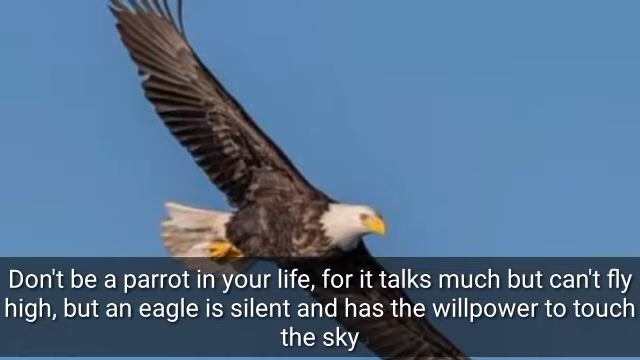 Don't be a parrot in your life, for it talks much but can't fly
high, but an eagle is silent and has the willpower to touch
the sky